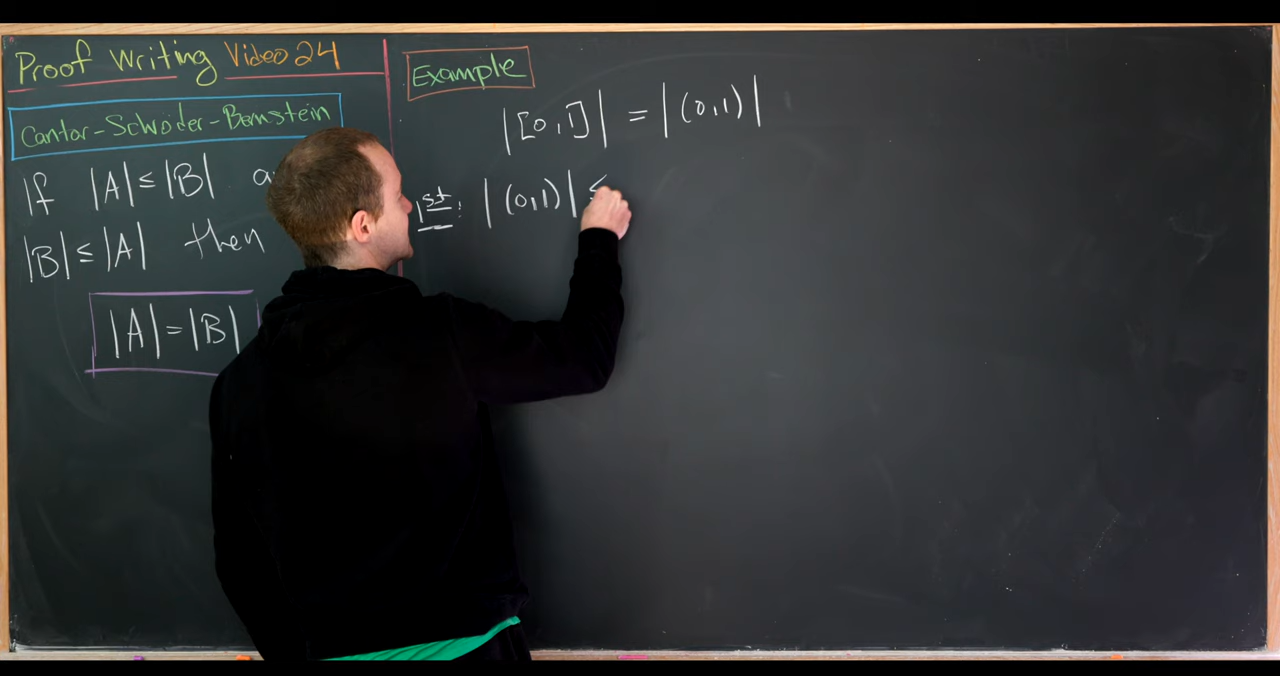 Proof Writing Video 24
Cantor-Schröder-Bernstein
If |A| ≤ |B|
|B| ≤ |A| then
|A| = |B|
Example
|[0,1]| = |(0,1)|
1st: |(0,1)| ≤